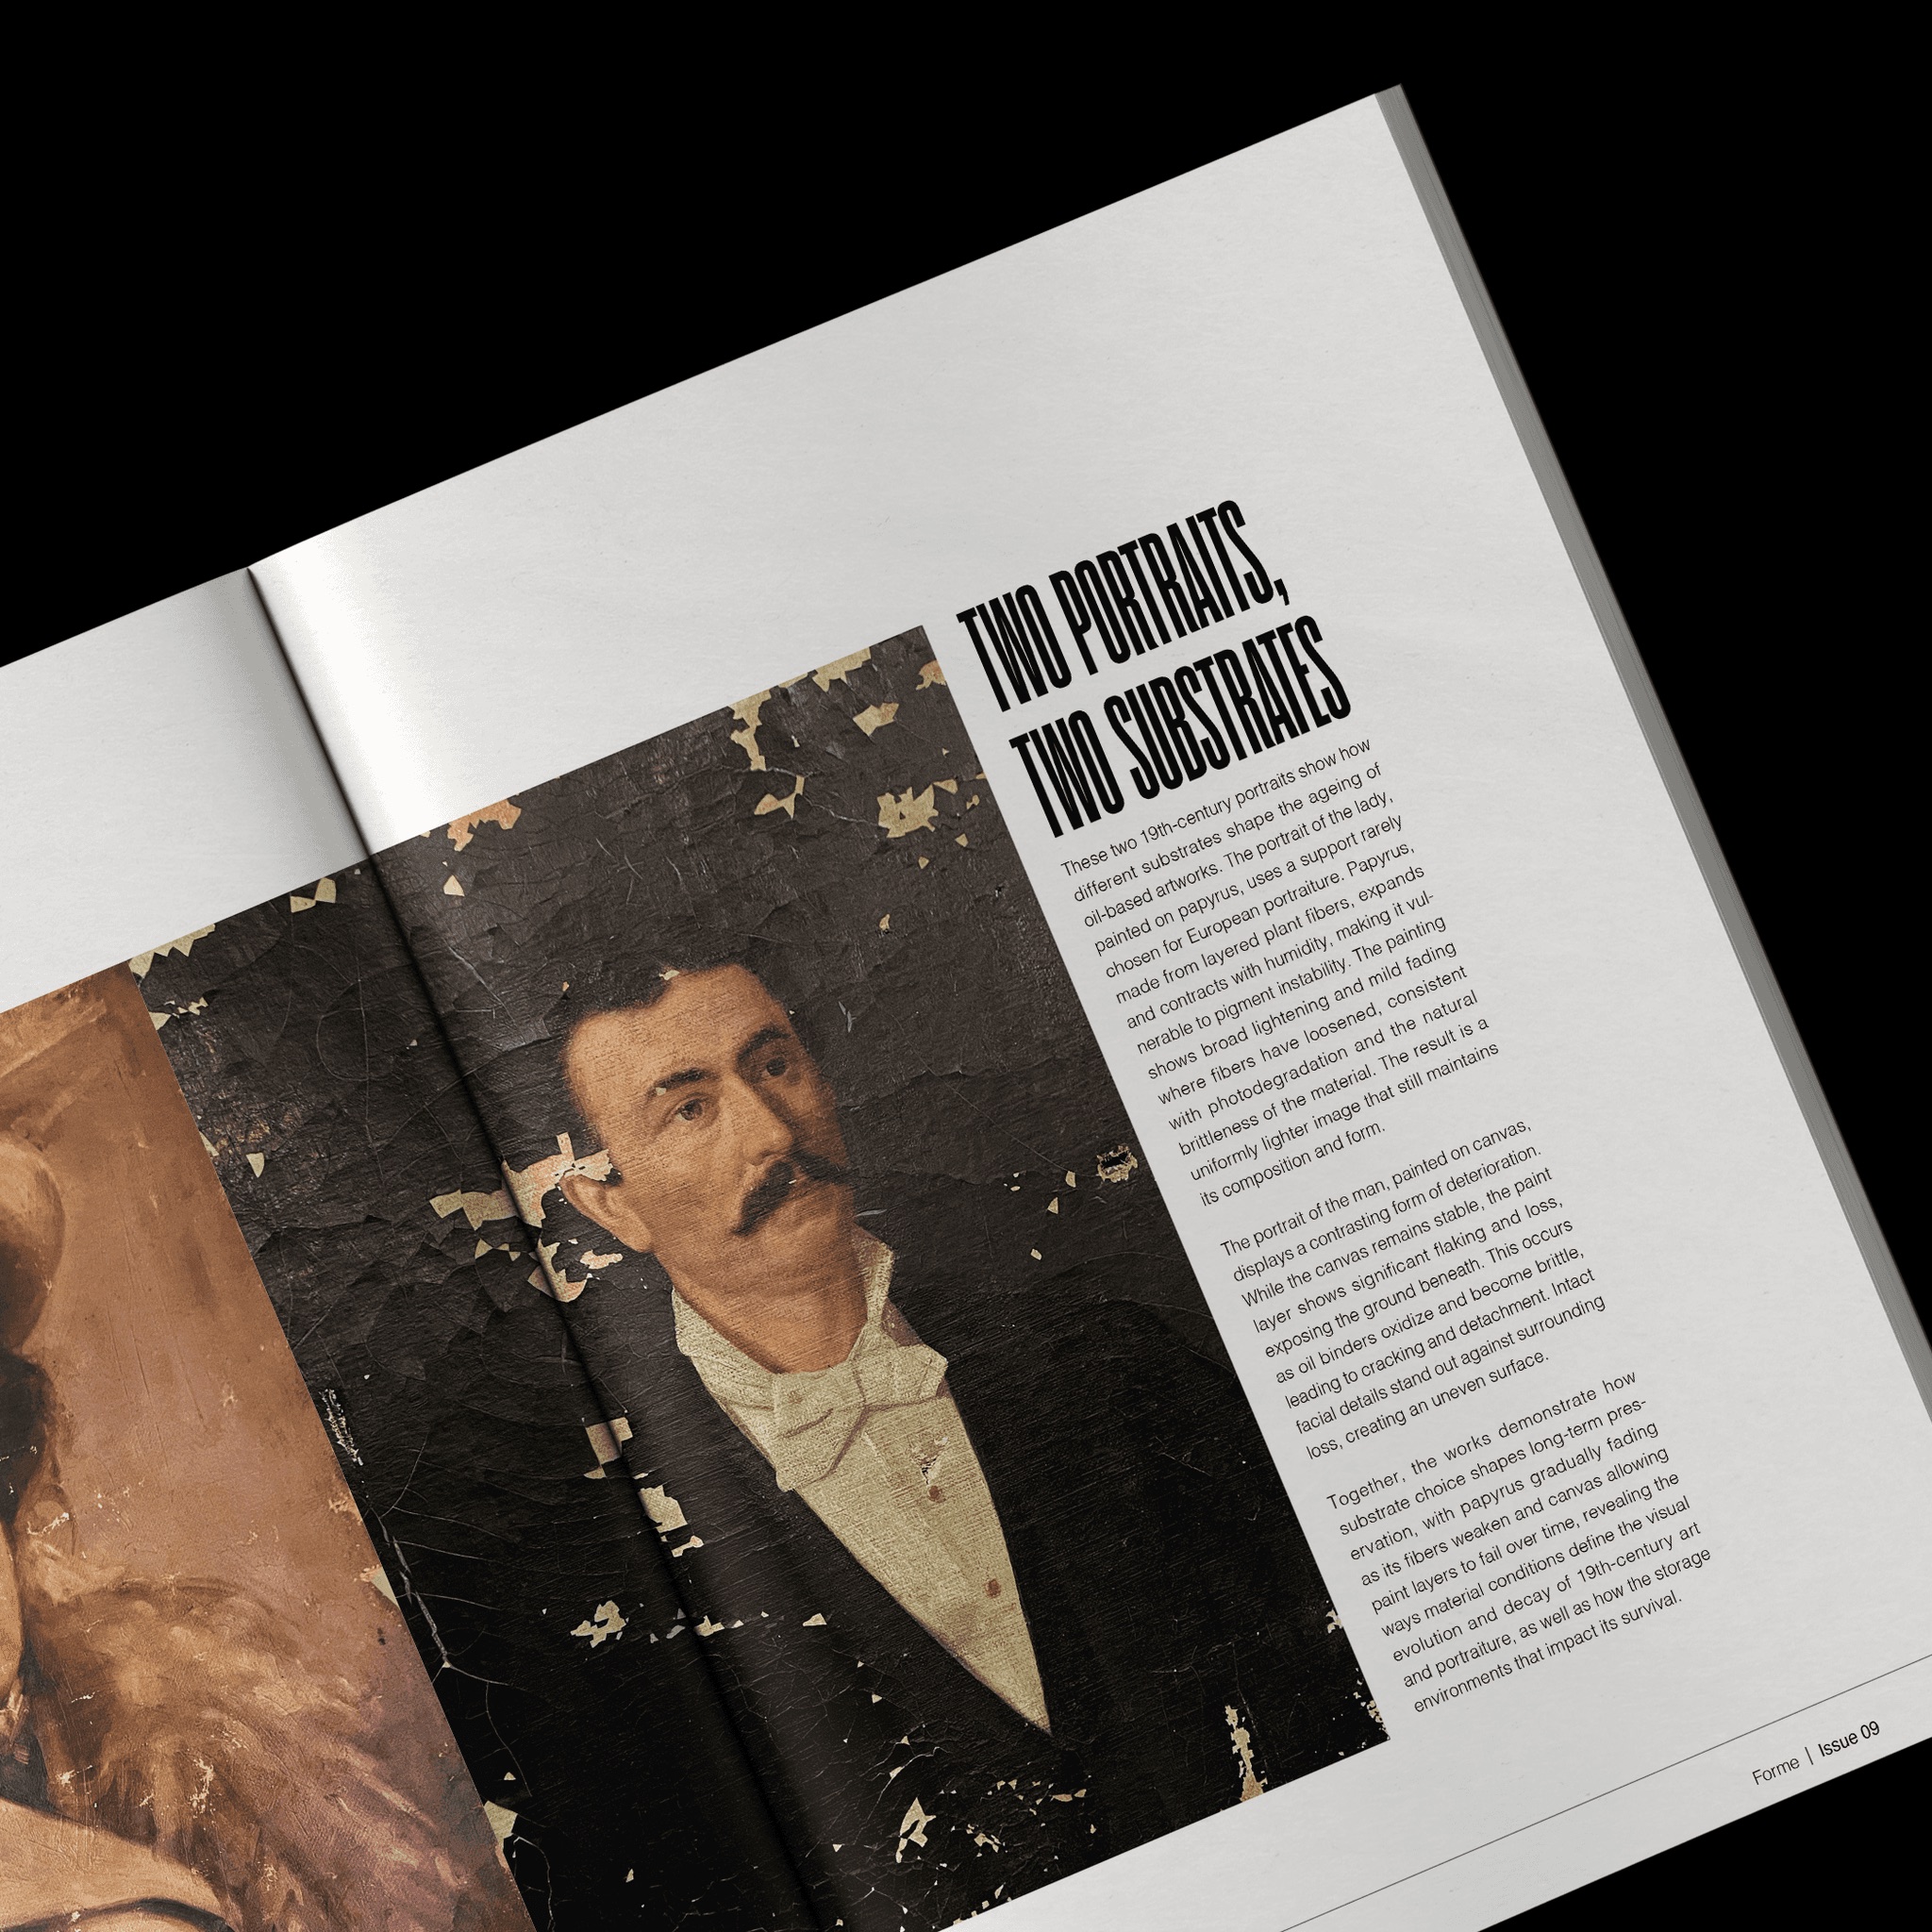 TWO PORTRAITS,
TWO SUBSTRATES
These two 19th-century portraits show how
different substrates shape the ageing of
oil-based artworks. The portrait of the lady,
painted on papyrus, uses a support rarely
chosen for European portraiture. Papyrus,
made from layered plant fibers, expands
and contracts with humidity, making it vul-
nerable to pigment instability. The painting
shows broad lightening and mild fading
where fibers have loosened, consistent
with photodegradation and the natural
brittleness of the material. The result is a
uniformly lighter image that still maintains
its composition and form.
The portrait of the man, painted on canvas,
displays a contrasting form of deterioration.
While the canvas remains stable, the paint
layer shows significant flaking and loss,
exposing the ground beneath. This occurs
as oil binders oxidize and become brittle,
leading to cracking and detachment. Intact
facial details stand out against surrounding
loss, creating an uneven surface.
Together, the works demonstrate how
substrate choice shapes long-term pres-
ervation, with papyrus gradually fading
as its fibers weaken and canvas allowing
paint layers to fail over time, revealing the
ways material conditions define the visual
evolution and decay of 19th-century art
and portraiture, as well as how the storage
environments that impact its survival.
Forme | Issue 09